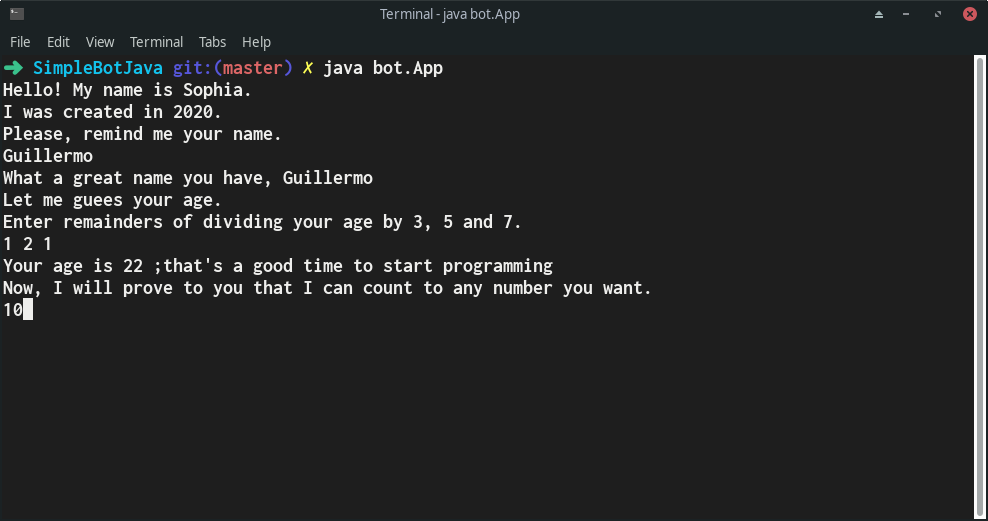 Terminal - java bot.App
File Edit View Terminal Tabs Help
➜ SimpleBotJava git:(master) ✗ java bot.App
Hello! My name is Sophia.
I was created in 2020.
Please, remind me your name.
Guillermo
What a great name you have, Guillermo
Let me guees your age.
Enter remainders of dividing your age by 3, 5 and 7.
1 2 1
Your age is 22 ;that's a good time to start programming
Now, I will prove to you that I can count to any number you want.
10